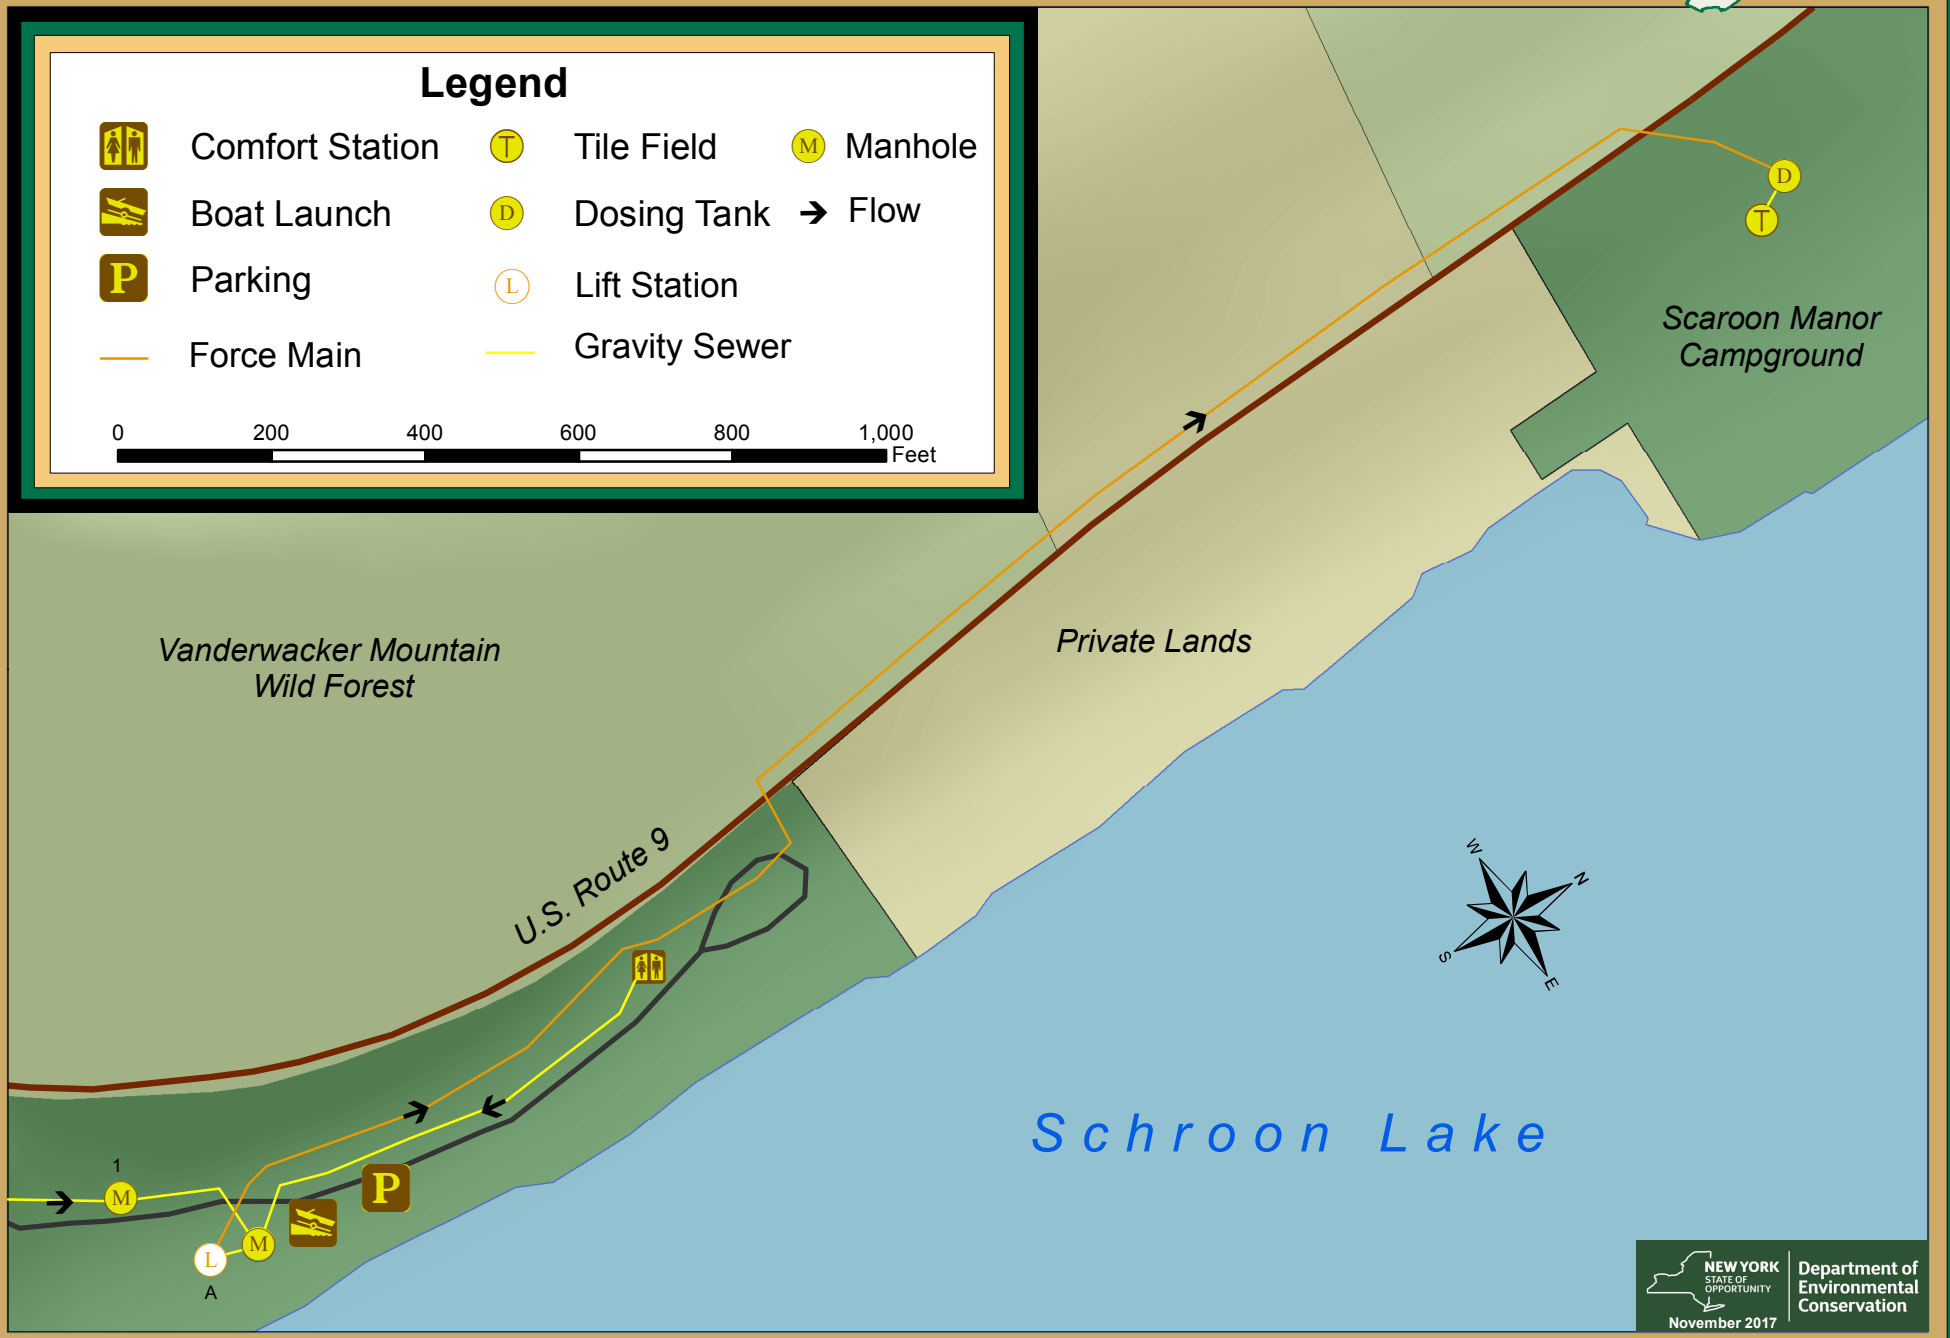 Legend
Comfort Station
T
Tile Field
M
Manhole
Boat Launch
D
Dosing Tank
Flow
P
Parking
L
Lift Station
Force Main
Gravity Sewer
0 200 400 600 800 1,000
Feet
D
T
Scaroon Manor
Campground
Vanderwacker Mountain
Wild Forest
Private Lands
U.S. Route 9
W
N
S
E
Schroon Lake
1
M
P
M
L
A
NEW YORK
STATE OF
OPPORTUNITY
Department of
Environmental
Conservation
November 2017